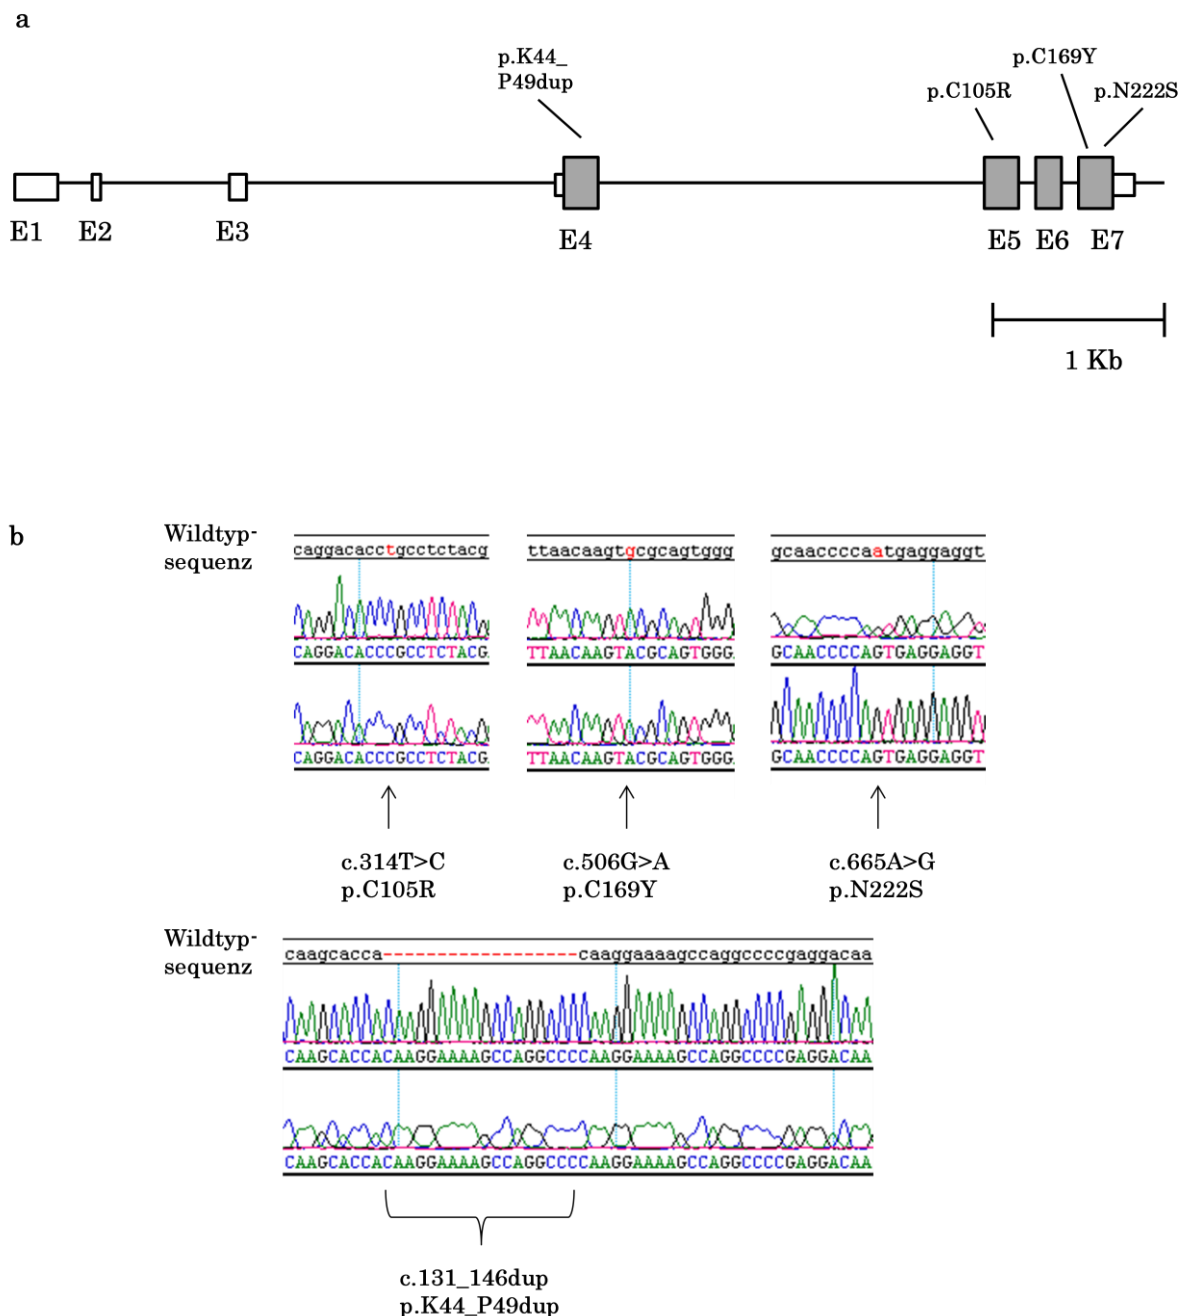 a
p.K44_
P49dup
p.C169Y
p.C105R
p.N222S
E1
E2
E3
E4
E5
E6
E7
1 Kb
b
Wildtyp-
sequenz
caggacacctgcctctacg
ttaacaagtgcgcagtggg
gcaaccccaatgaggaggt
CAGGACACCCGCCTCTACG
TTAACAAGTACGCAGTGGG
GCAACCCCAGTGAGGAGGT
CAGGACACCCGCCTCTACG
TTAACAAGTACGCAGTGGG
GCAACCCCAGTGAGGAGGT
c.314T>C
p.C105R
c.506G>A
p.C169Y
c.665A>G
p.N222S
Wildtyp-
sequenz
caagcacca------------------caaggaaaagccaggccccgaggacaa
CAAGCACCACAAGGAAAAGCCAGGCCCCAAGGAAAAGCCAGGCCCCGAGGACAA
CAAGCACCACAAGGAAAAGCCAGGCCCCAAGGAAAAGCCAGGCCCCGAGGACAA
c.131_146dup
p.K44_P49dup